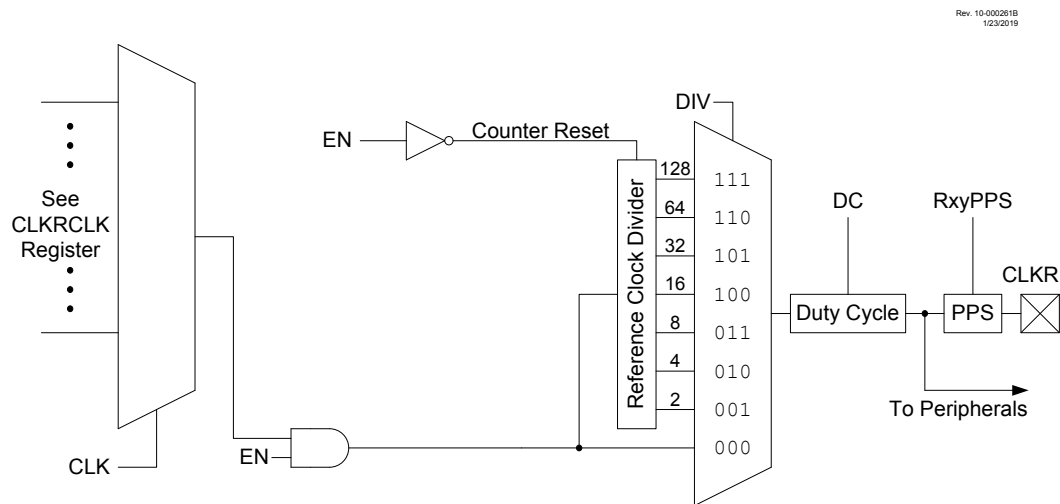 Rev. 10-000261B
1/23/2019
DIV
EN
Counter Reset
See
CLKRCLK
Register
Reference Clock Divider
128
64
32
16
8
4
2
111
110
101
100
011
010
001
000
DC
RxyPPS
CLKR
Duty Cycle
PPS
To Peripherals
EN
CLK